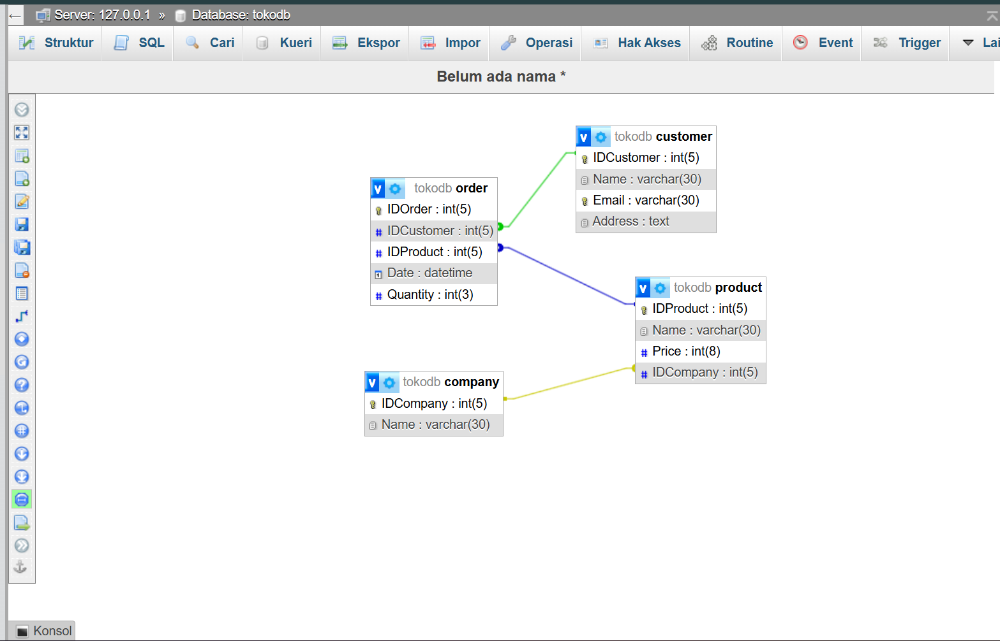 Server: 127.0.0.1 » Database: tokodb
Struktur SQL Cari Kueri Ekspor Impor Operasi Hak Akses Routine Event Trigger Lai
Belum ada nama *
v tokodb customer
IDCustomer : int(5)
Name : varchar(30)
Email : varchar(30)
Address : text
v tokodb order
IDOrder : int(5)
# IDCustomer : int(5)
# IDProduct : int(5)
Date : datetime
# Quantity : int(3)
v tokodb product
IDProduct : int(5)
Name : varchar(30)
# Price : int(8)
# IDCompany : int(5)
v tokodb company
IDCompany : int(5)
Name : varchar(30)
Konsol